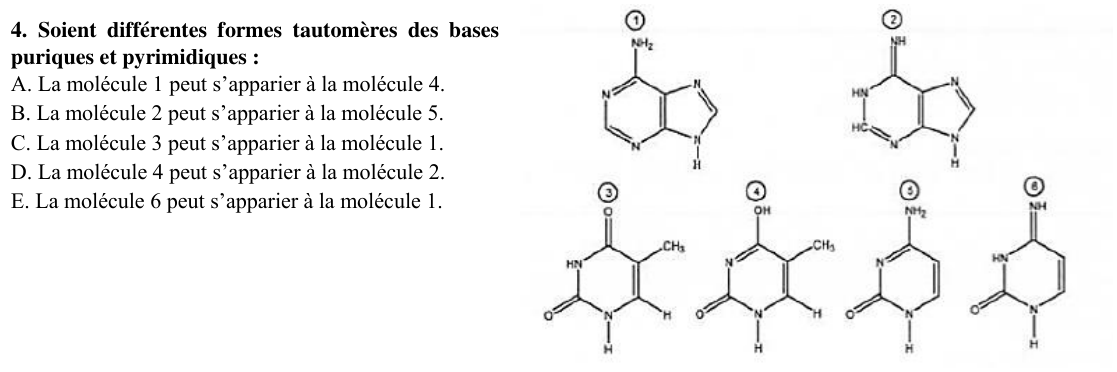 4. Soient différentes formes tautomères des bases
puriques et pyrimidiques :
A. La molécule 1 peut s'apparier à la molécule 4.
B. La molécule 2 peut s'apparier à la molécule 5.
C. La molécule 3 peut s'apparier à la molécule 1.
D. La molécule 4 peut s'apparier à la molécule 2.
E. La molécule 6 peut s'apparier à la molécule 1.
1
NH₂
N
N
N
N
H
2
NH
HN
N
HC
N
N
H
3
O
CH₃
HN
O
N
H
H
4
OH
CH₃
N
O
N
H
H
5
NH₂
N
O
N
H
6
NH
HN
O
N
H